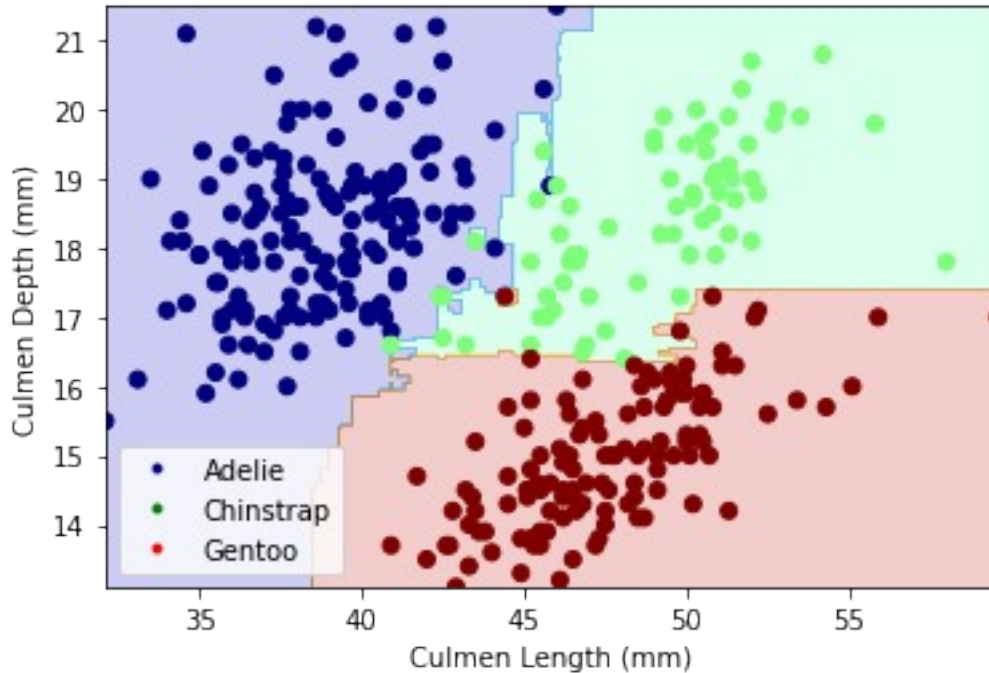 21
20
19
18
17
16
15
14
Culmen Depth (mm)
Adelie
Chinstrap
Gentoo
35 40 45 50 55
Culmen Length (mm)